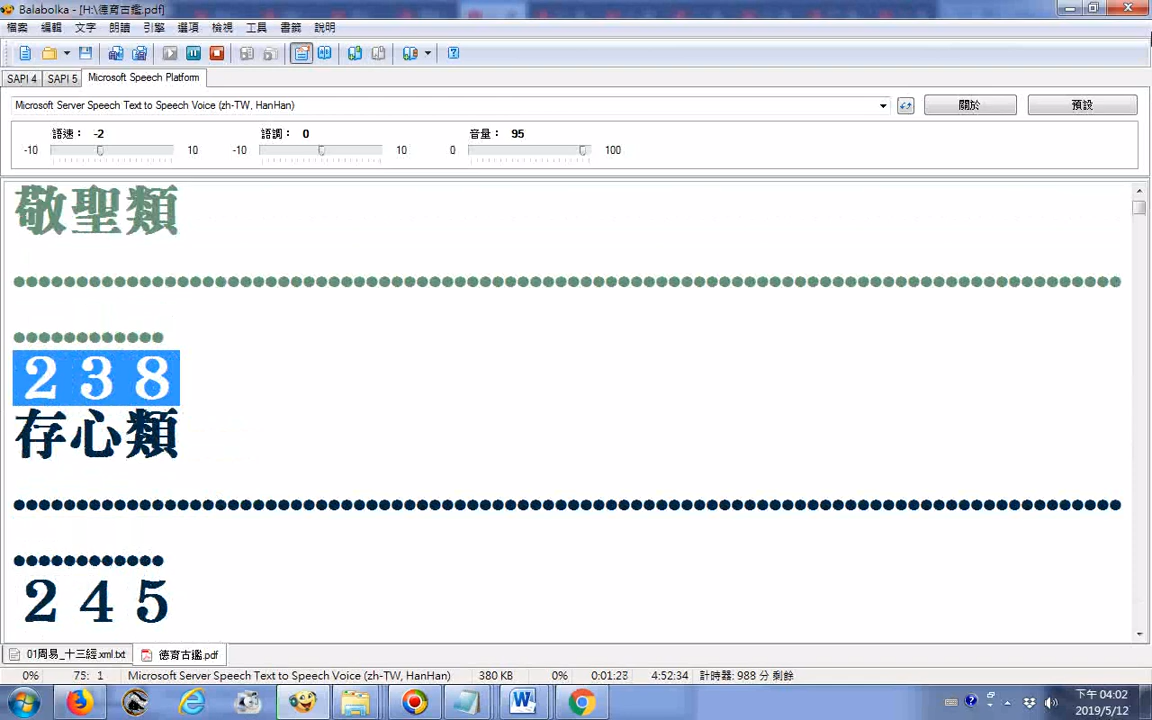 Balabolka - [H:\德育古鑑.pdf]
檔案 編輯 文字 朗讀 引擎 選項 檢視 工具 書籤 說明
SAPI 4 SAPI 5 Microsoft Speech Platform
Microsoft Server Speech Text to Speech Voice (zh-TW, HanHan) 關於 預設
語速： -2 語調： 0 音量： 95
-10 10 -10 10 0 100
敬聖類
●●●●●●●●●●●●●●●●●●●●●●●●●●●●●●●●●●●●●●●●●●●●●●●●●●●●●●●●●●●●●●●●●●●●●●●●●●●●●●●●●●●●●●●●
●●●●●●●●●●●●
２３８
存心類
●●●●●●●●●●●●●●●●●●●●●●●●●●●●●●●●●●●●●●●●●●●●●●●●●●●●●●●●●●●●●●●●●●●●●●●●●●●●●●●●●●●●●●●●
●●●●●●●●●●●●
２４５
01周易_十三經.xml.txt 德育古鑑.pdf
0% 75: 1 Microsoft Server Speech Text to Speech Voice (zh-TW, HanHan) 380 KB 0% 0:01:23 4:52:34 計時器: 988 分 剩餘
下午 04:02
2019/5/12